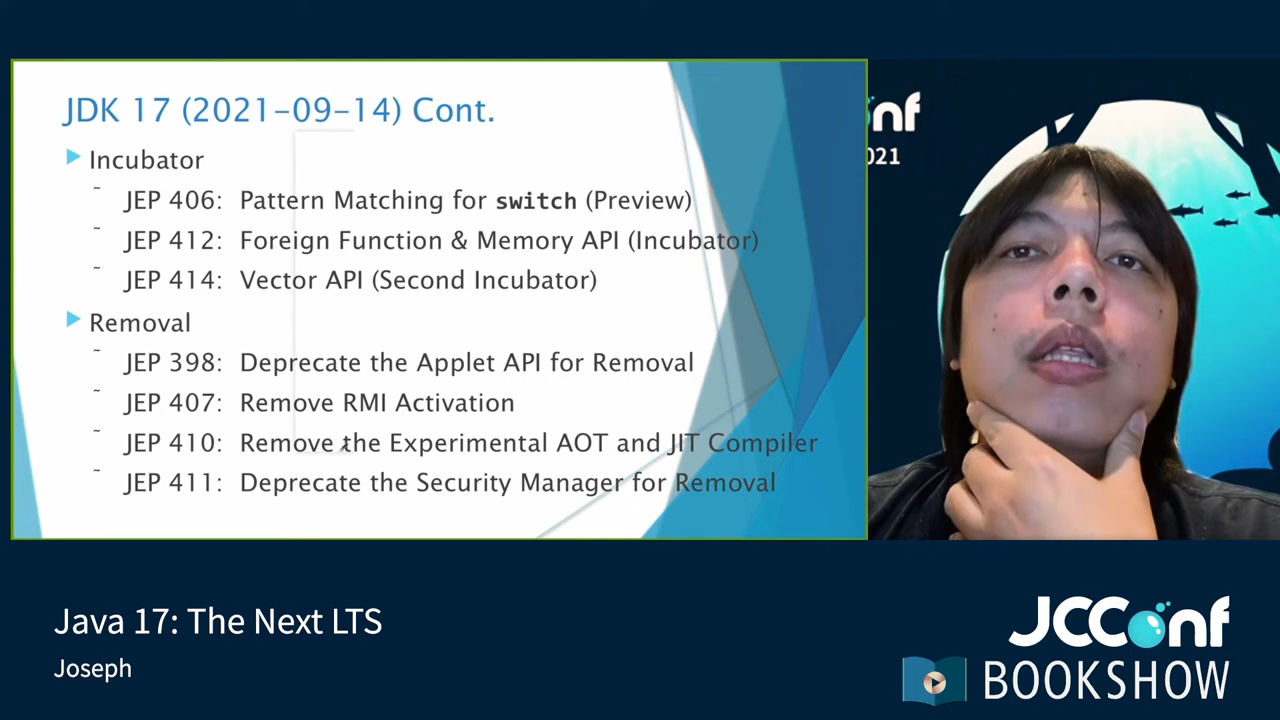 JDK 17 (2021-09-14) Cont.
Incubator
JEP 406: Pattern Matching for switch (Preview)
JEP 412: Foreign Function & Memory API (Incubator)
JEP 414: Vector API (Second Incubator)
Removal
JEP 398: Deprecate the Applet API for Removal
JEP 407: Remove RMI Activation
JEP 410: Remove the Experimental AOT and JIT Compiler
JEP 411: Deprecate the Security Manager for Removal
onf
021
Java 17: The Next LTS
Joseph
JCConf
BOOKSHOW